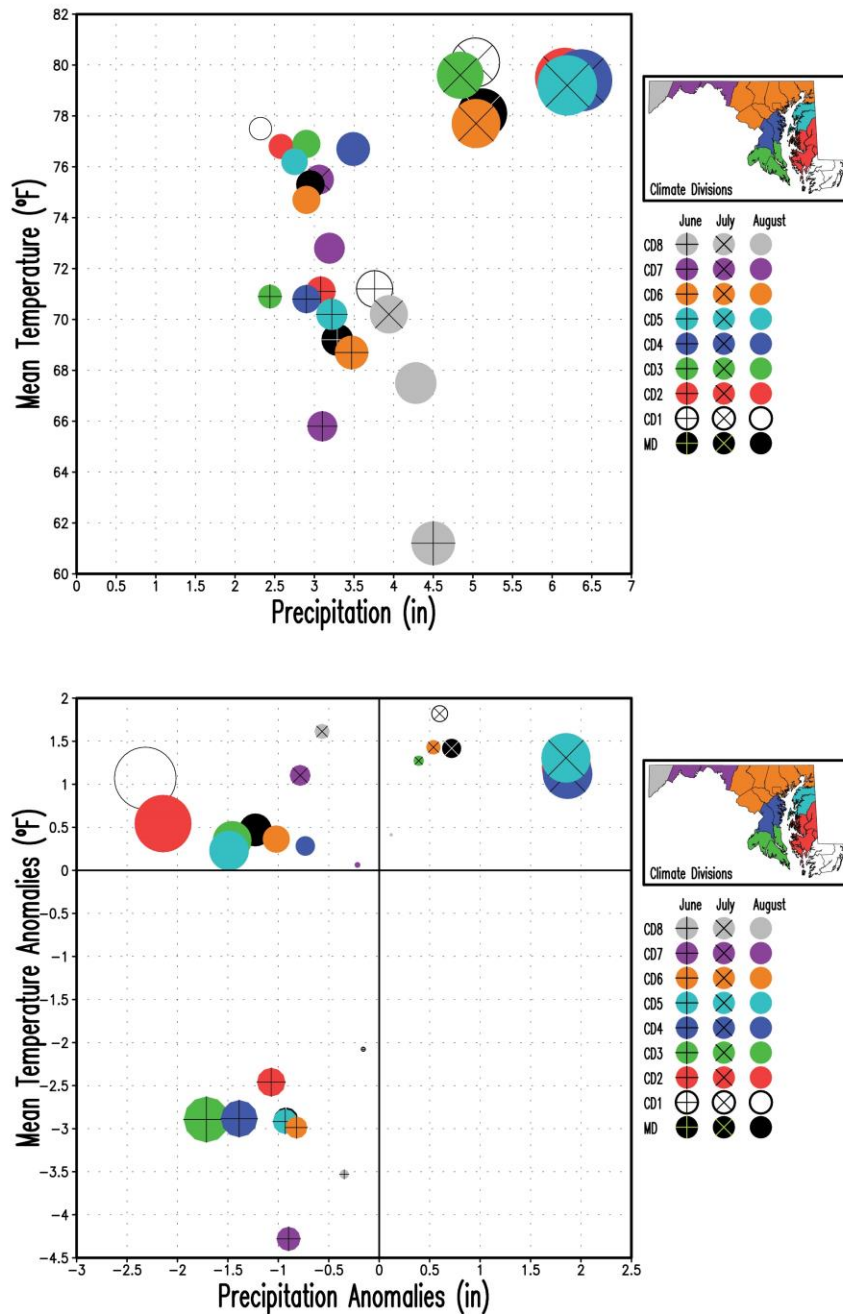 82
80
78
76
74
72
70
68
66
64
62
60
Mean Temperature (ºF)
0 0.5 1 1.5 2 2.5 3 3.5 4 4.5 5 5.5 6 6.5 7
Precipitation (in)
Climate Divisions
June July August
CD8
CD7
CD6
CD5
CD4
CD3
CD2
CD1
MD
2
1.5
1
0.5
0
-0.5
-1
-1.5
-2
-2.5
-3
-3.5
-4
-4.5
Mean Temperature Anomalies (ºF)
-3 -2.5 -2 -1.5 -1 -0.5 0 0.5 1 1.5 2 2.5
Precipitation Anomalies (in)
Climate Divisions
June July August
CD8
CD7
CD6
CD5
CD4
CD3
CD2
CD1
MD